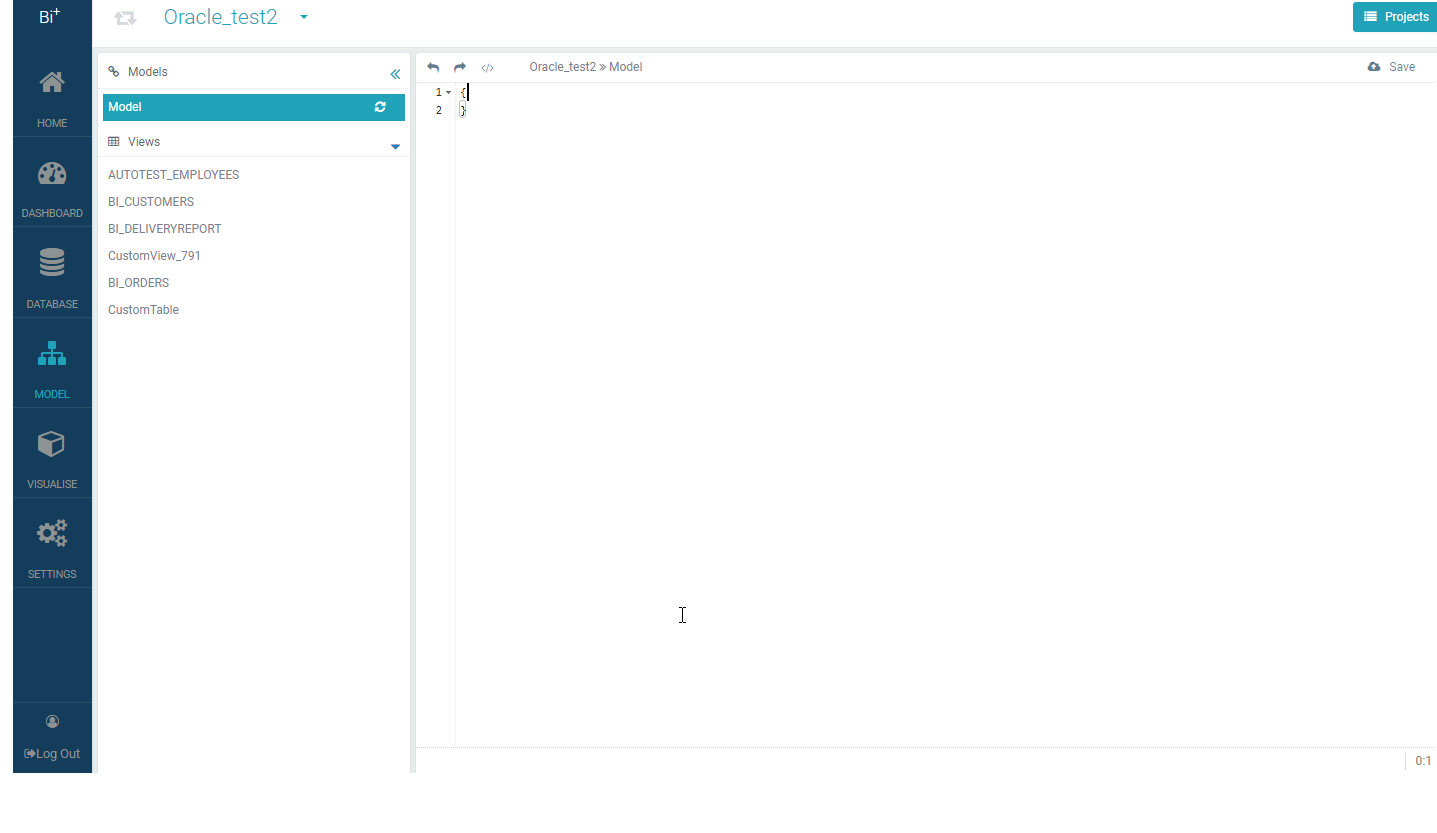 Bi+
Oracle_test2
Projects
HOME
DASHBOARD
DATABASE
MODEL
VISUALISE
SETTINGS
Log Out
Models
Model
Views
AUTOTEST_EMPLOYEES
BI_CUSTOMERS
BI_DELIVERYREPORT
CustomView_791
BI_ORDERS
CustomTable
</> Oracle_test2 » Model Save
1 {
2 }
0:1